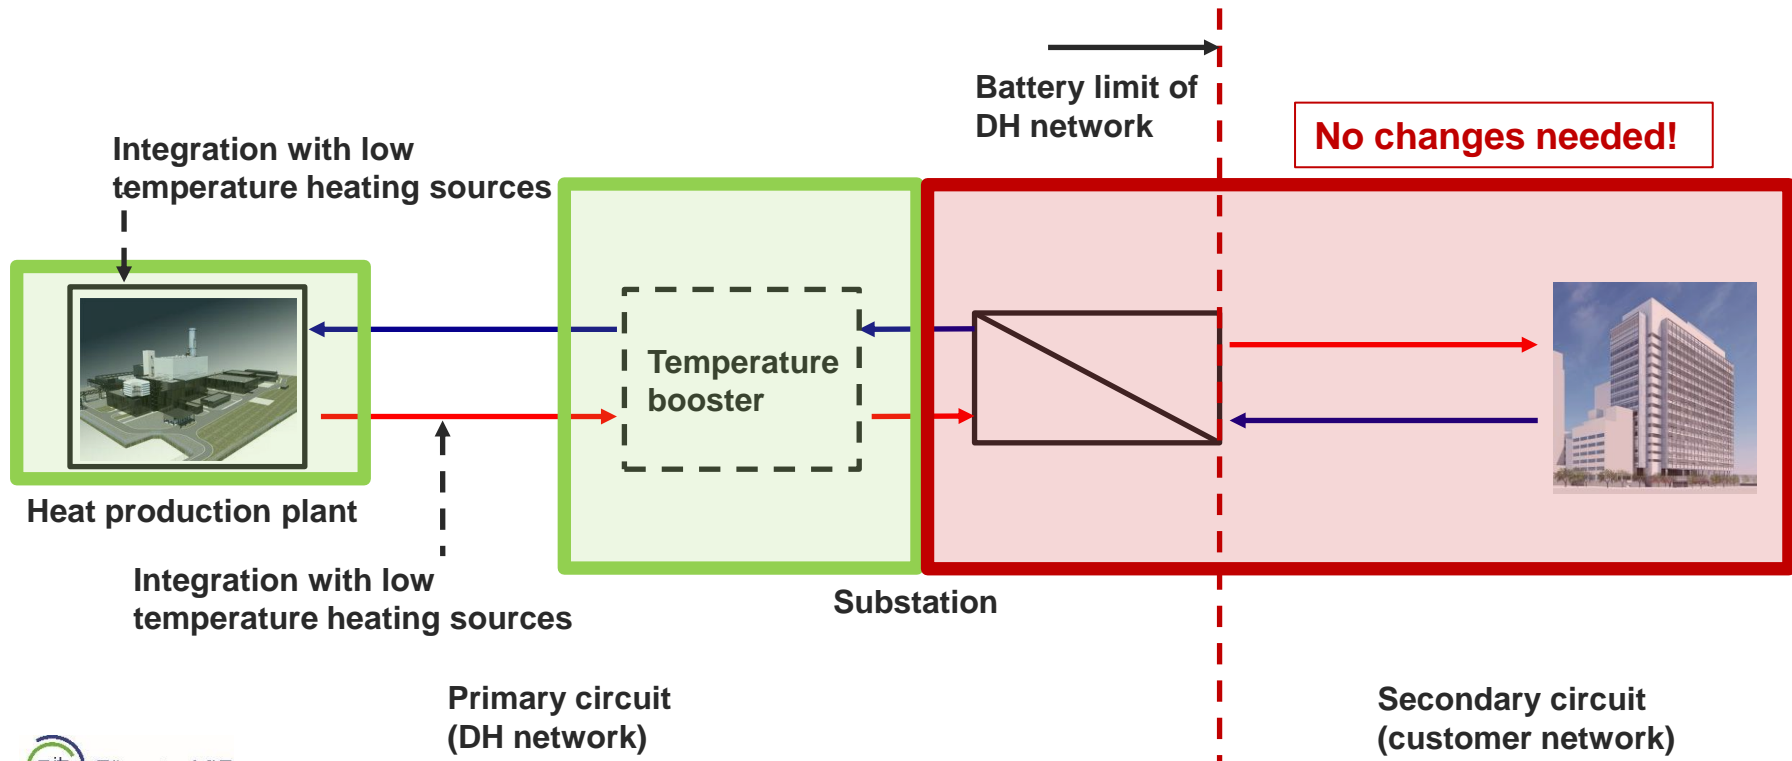 Battery limit of
DH network
No changes needed!
Integration with low
temperature heating sources
Temperature
booster
Heat production plant
Integration with low
temperature heating sources
Substation
Primary circuit
(DH network)
Secondary circuit
(customer network)